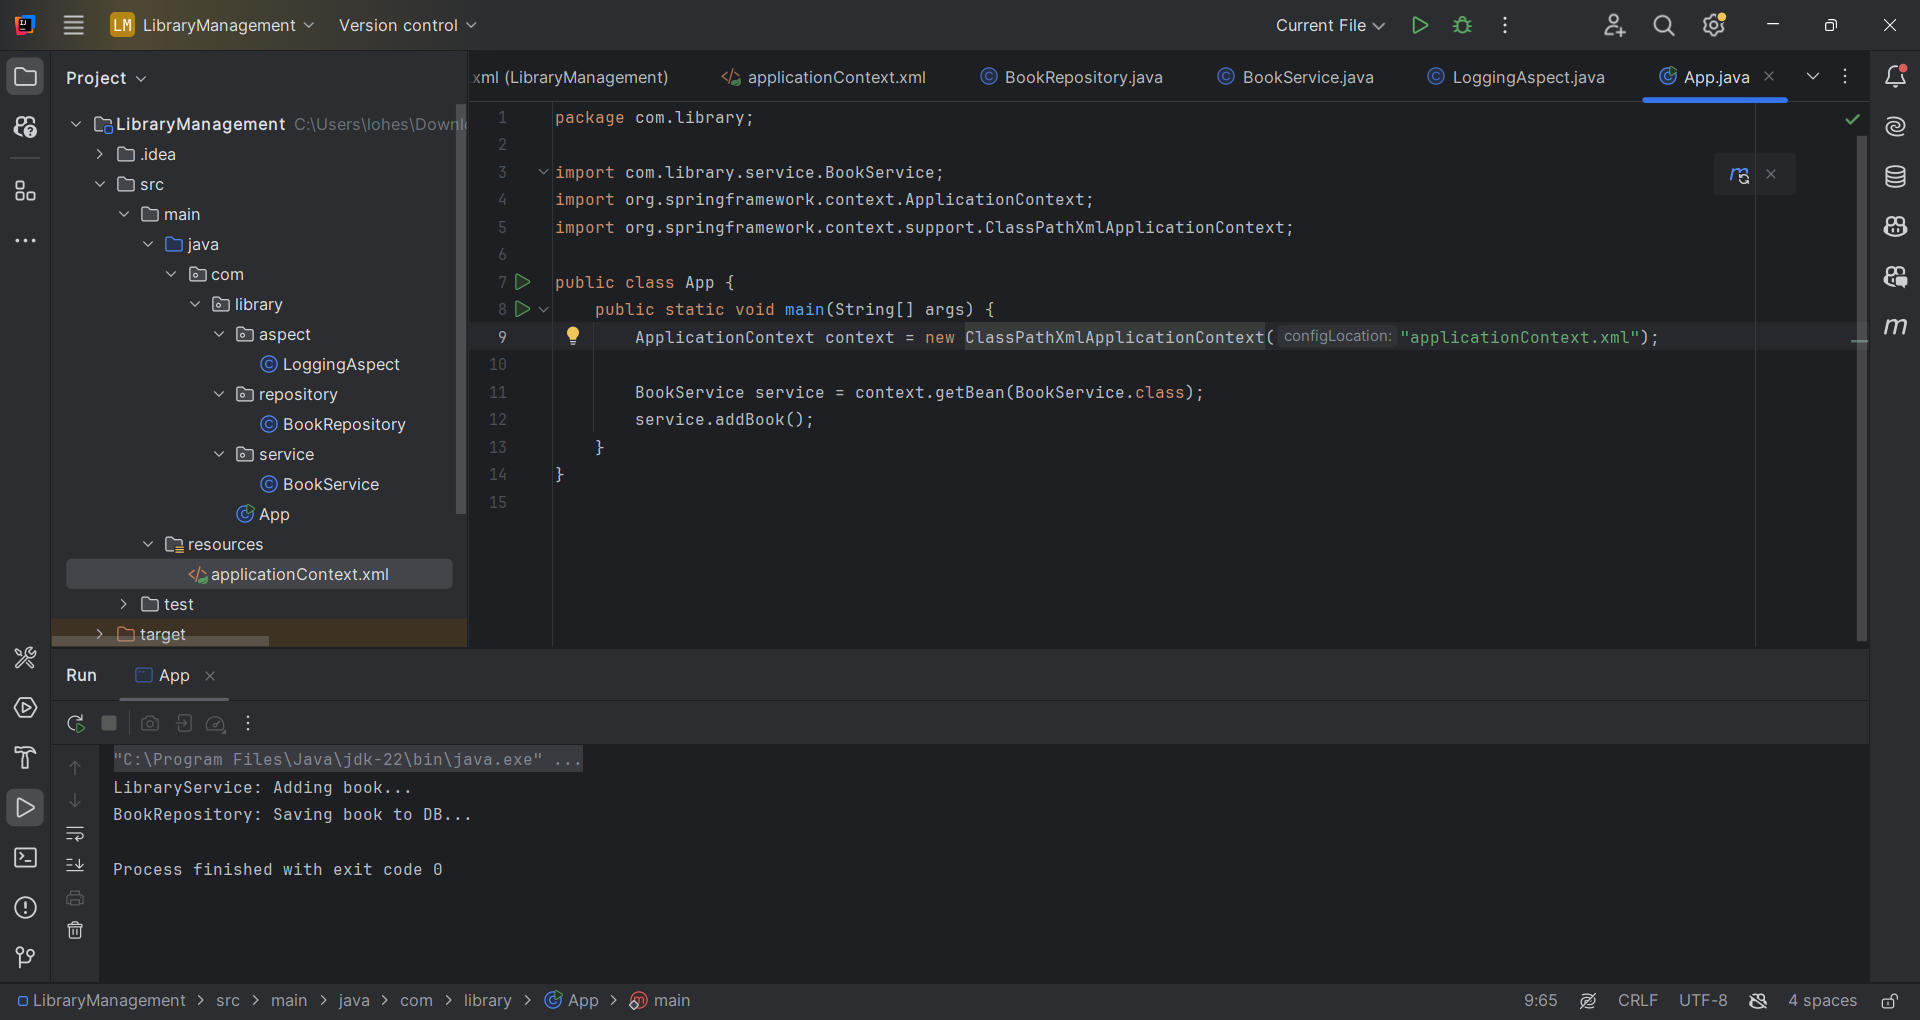 LM LibraryManagement Version control Current File
Project
xml (LibraryManagement) applicationContext.xml BookRepository.java BookService.java LoggingAspect.java App.java
LibraryManagement C:\Users\lohes\Downl
.idea
src
main
java
com
library
aspect
LoggingAspect
repository
BookRepository
service
BookService
App
resources
applicationContext.xml
test
target
1 package com.library;
2
3 import com.library.service.BookService;
4 import org.springframework.context.ApplicationContext;
5 import org.springframework.context.support.ClassPathXmlApplicationContext;
6
7 public class App {
8 public static void main(String[] args) {
9 ApplicationContext context = new ClassPathXmlApplicationContext( configLocation: "applicationContext.xml");
10
11 BookService service = context.getBean(BookService.class);
12 service.addBook();
13 }
14 }
15
Run App
"C:\Program Files\Java\jdk-22\bin\java.exe" ...
LibraryService: Adding book...
BookRepository: Saving book to DB...
Process finished with exit code 0
LibraryManagement > src > main > java > com > library > App > main 9:65 CRLF UTF-8 4 spaces